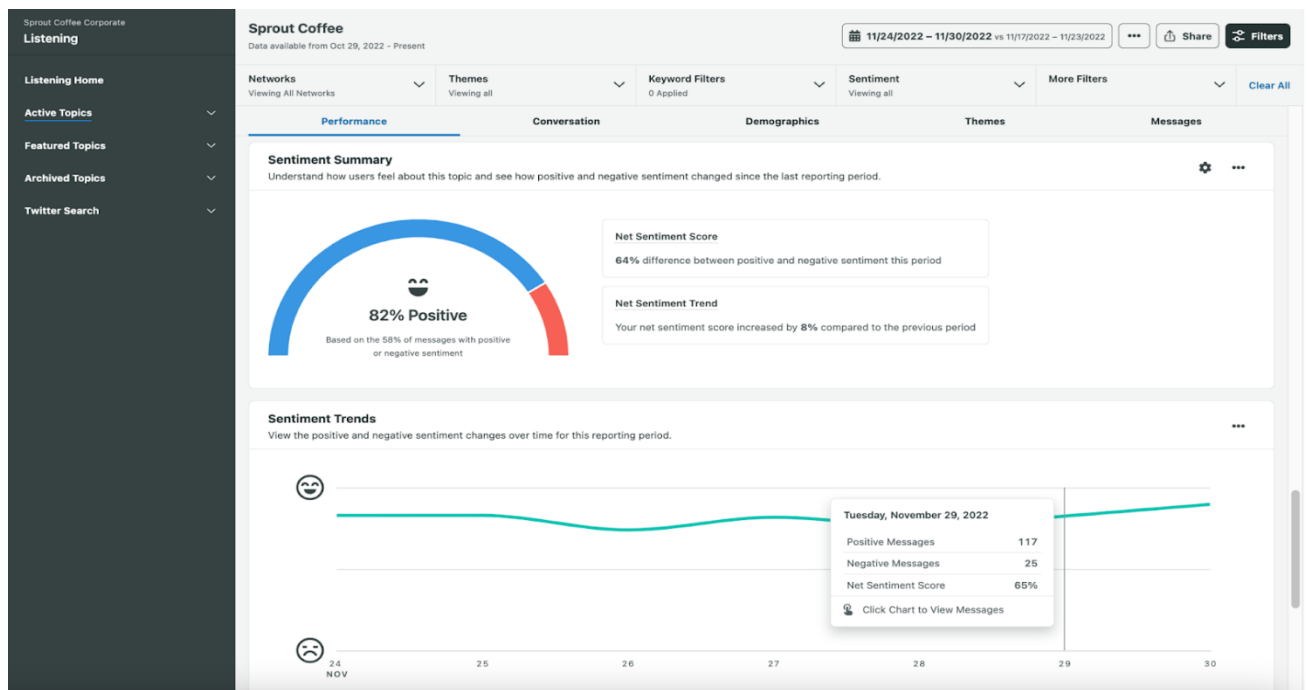 Sprout Coffee Corporate
Listening
Listening Home
Active Topics
Featured Topics
Archived Topics
Twitter Search
Sprout Coffee
Data available from Oct 29, 2022 - Present
11/24/2022 – 11/30/2022 vs 11/17/2022 – 11/23/2022
Share
Filters
Networks
Viewing All Networks
Themes
Viewing all
Keyword Filters
0 Applied
Sentiment
Viewing all
More Filters
Clear All
Performance
Conversation
Demographics
Themes
Messages
Sentiment Summary
Understand how users feel about this topic and see how positive and negative sentiment changed since the last reporting period.
82% Positive
Based on the 58% of messages with positive
or negative sentiment
Net Sentiment Score
64% difference between positive and negative sentiment this period
Net Sentiment Trend
Your net sentiment score increased by 8% compared to the previous period
Sentiment Trends
View the positive and negative sentiment changes over time for this reporting period.
Tuesday, November 29, 2022
Positive Messages 117
Negative Messages 25
Net Sentiment Score 65%
Click Chart to View Messages
24 25 26 27 28 29 30
NOV